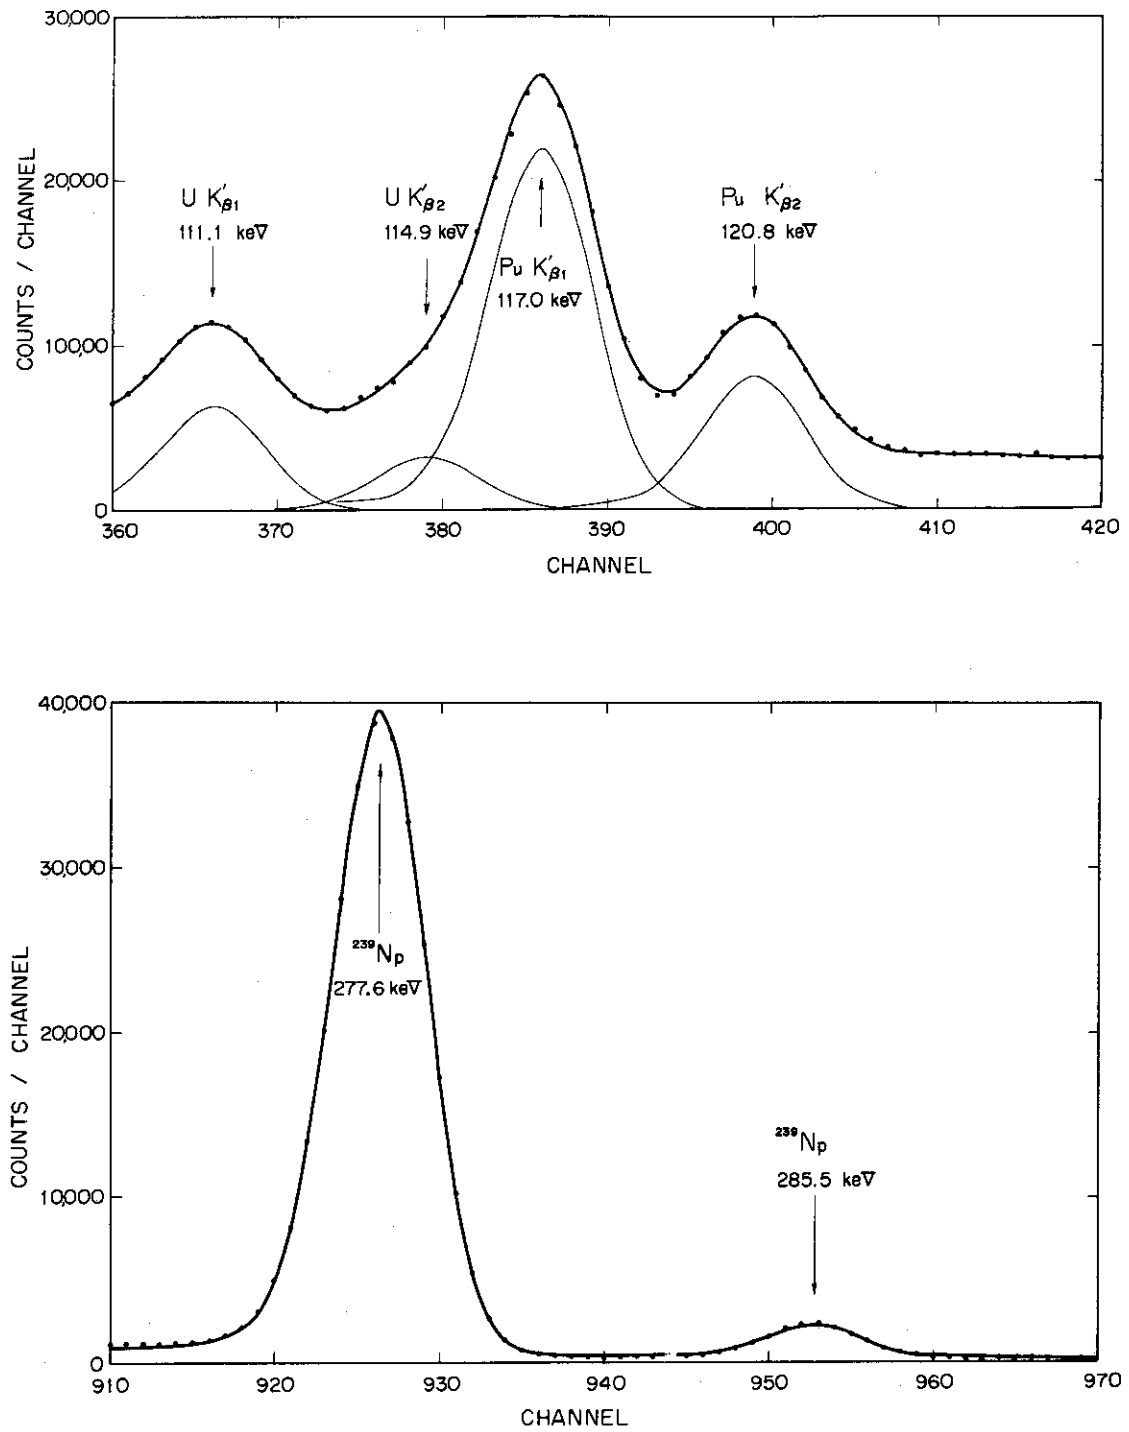 30,000
20,000
10,000
0
COUNTS / CHANNEL
U K'β1
111.1 keV
U K'β2
114.9 keV
Pu K'β1
117.0 keV
Pu K'β2
120.8 keV
360 370 380 390 400 410 420
CHANNEL
40,000
30,000
20,000
10,000
0
COUNTS / CHANNEL
²³⁹Np
277.6 keV
²³⁹Np
285.5 keV
910 920 930 940 950 960 970
CHANNEL